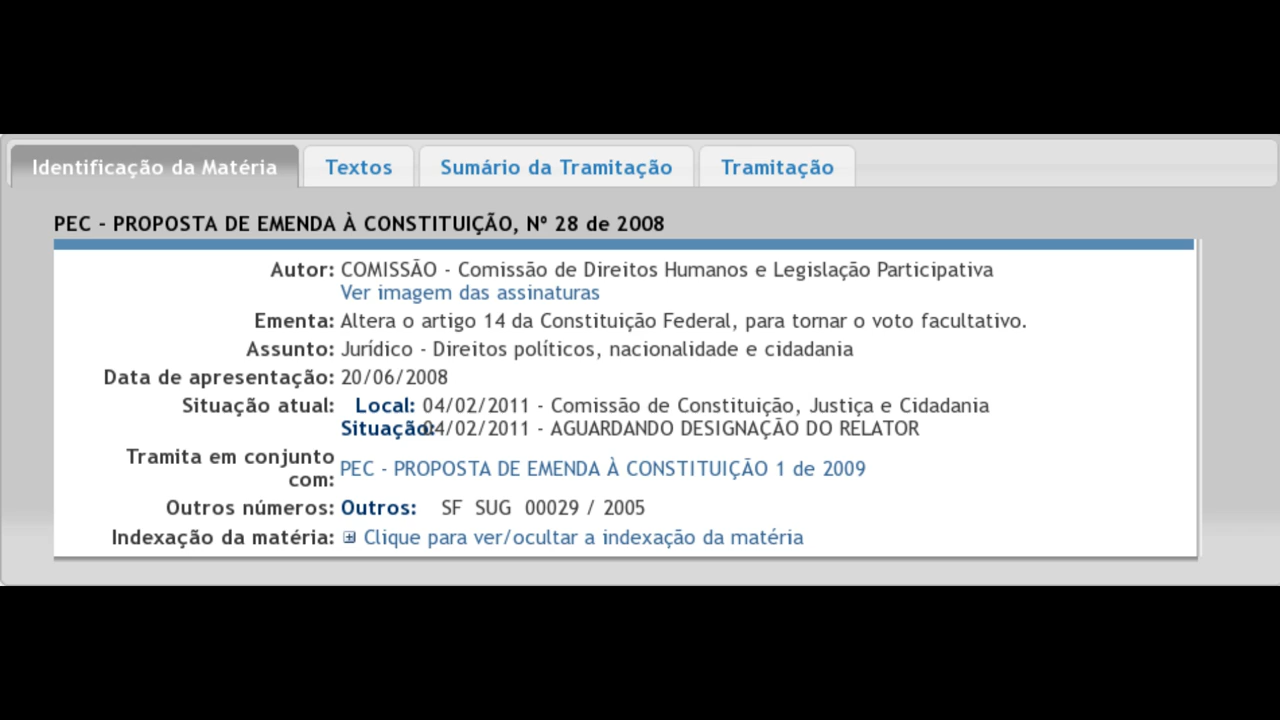 Identificação da Matéria Textos Sumário da Tramitação Tramitação
PEC - PROPOSTA DE EMENDA À CONSTITUIÇÃO, Nº 28 de 2008
Autor: COMISSÃO - Comissão de Direitos Humanos e Legislação Participativa
Ver imagem das assinaturas
Ementa: Altera o artigo 14 da Constituição Federal, para tornar o voto facultativo.
Assunto: Jurídico - Direitos políticos, nacionalidade e cidadania
Data de apresentação: 20/06/2008
Situação atual: Local: 04/02/2011 - Comissão de Constituição, Justiça e Cidadania
Situação: 04/02/2011 - AGUARDANDO DESIGNAÇÃO DO RELATOR
Tramita em conjunto
com: PEC - PROPOSTA DE EMENDA À CONSTITUIÇÃO 1 de 2009
Outros números: Outros: SF SUG 00029 / 2005
Indexação da matéria: Clique para ver/ocultar a indexação da matéria